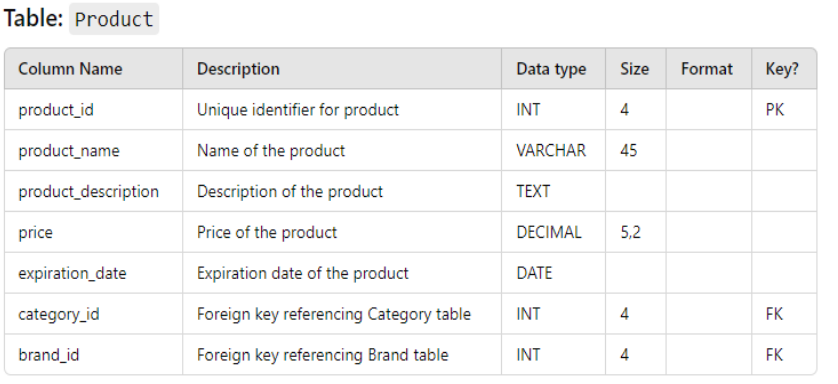 Table: Product
Column Name Description Data type Size Format Key?
product_id Unique identifier for product INT 4 PK
product_name Name of the product VARCHAR 45
product_description Description of the product TEXT
price Price of the product DECIMAL 5,2
expiration_date Expiration date of the product DATE
category_id Foreign key referencing Category table INT 4 FK
brand_id Foreign key referencing Brand table INT 4 FK